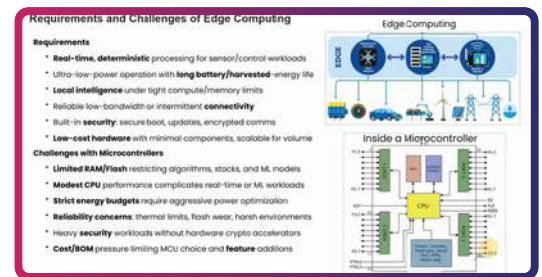 Requirements and Challenges of Edge Computing
Requirements
• Real-time, deterministic processing for sensor/control workloads
• Ultra-low-power operation with long battery/harvested-energy life
• Local intelligence under tight compute/memory limits
• Reliable low-bandwidth or intermittent connectivity
• Built-in security: secure boot, updates, encrypted comms
• Low-cost hardware with minimal components, scalable for volume
Challenges with Microcontrollers
• Limited RAM/Flash restricting algorithms, stacks, and ML models
• Modest CPU performance complicates real-time or ML workloads
• Strict energy budgets require aggressive power optimization
• Reliability concerns: thermal limits, flash wear, harsh environments
• Heavy security workloads without hardware crypto accelerators
• Cost/BOM pressure limiting MCU choice and feature additions
Edge Computing
EDGE
Inside a Microcontroller
CPU